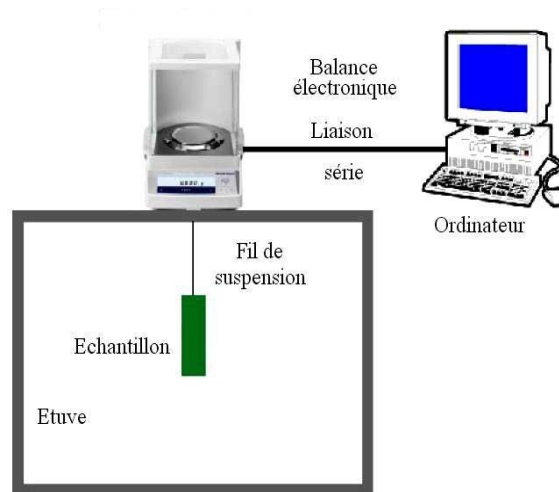 Balance
électronique
Liaison
série
Ordinateur
Fil de
suspension
Echantillon
Etuve